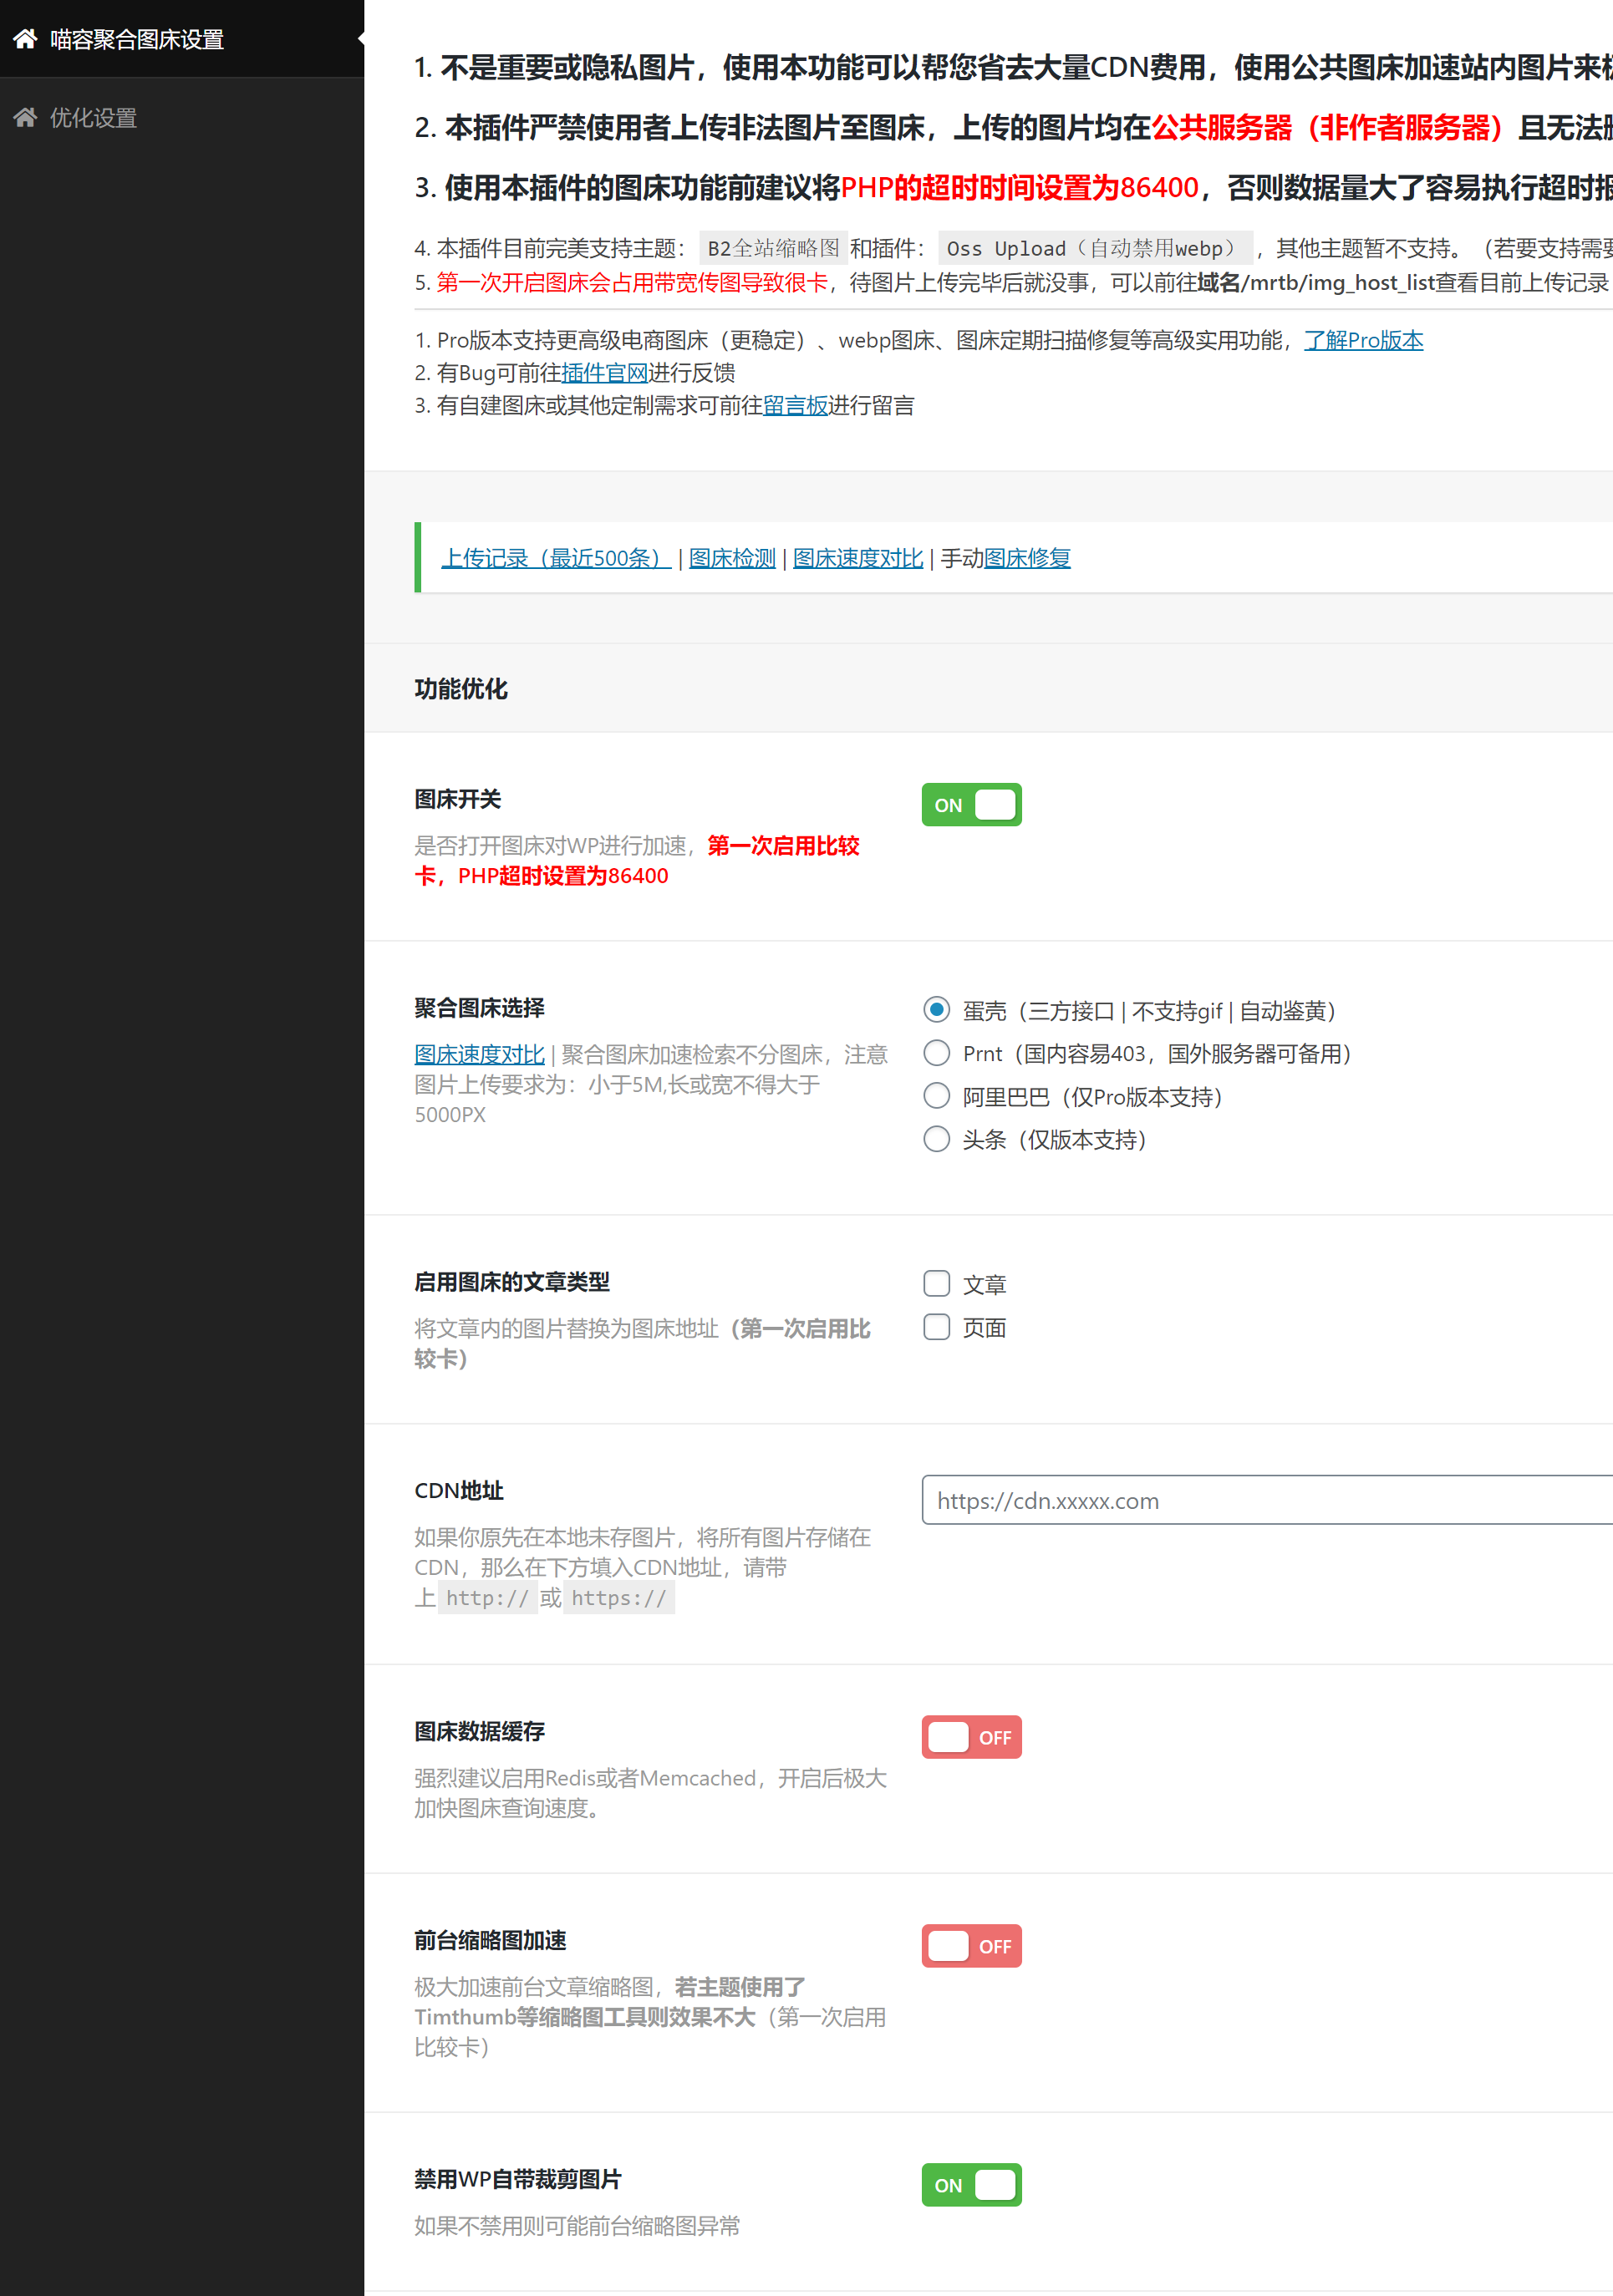 喵容聚合图床设置
优化设置
1. 不是重要或隐私图片，使用本功能可以帮您省去大量CDN费用，使用公共图床加速站内图片来
2. 本插件严禁使用者上传非法图片至图床，上传的图片均在公共服务器（非作者服务器）且无法
3. 使用本插件的图床功能前建议将PHP的超时时间设置为86400，否则数据量大了容易执行超时
4. 本插件目前完美支持主题：B2全站缩略图和插件：Oss Upload（自动禁用webp），其他主题暂不支持。（若要支持需要
5. 第一次开启图床会占用带宽传图导致很卡，待图片上传完毕后就没事，可以前往域名/mrtb/img_host_list查看目前上传记录
1. Pro版本支持更高级电商图床（更稳定）、webp图床、图床定期扫描修复等高级实用功能，了解Pro版本
2. 有Bug可前往插件官网进行反馈
3. 有自建图床或其他定制需求可前往留言板进行留言
上传记录（最近500条） | 图床检测 | 图床速度对比 | 手动图床修复
功能优化
图床开关
ON
是否打开图床对WP进行加速，第一次启用比较
卡，PHP超时设置为86400
聚合图床选择
图床速度对比 | 聚合图床加速检索不分图床，注意
图片上传要求为：小于5M,长或宽不得大于
5000PX
蛋壳（三方接口 | 不支持gif | 自动鉴黄）
Prnt（国内容易403，国外服务器可备用）
阿里巴巴（仅Pro版本支持）
头条（仅版本支持）
启用图床的文章类型
将文章内的图片替换为图床地址（第一次启用比
较卡）
文章
页面
CDN地址
如果你原先在本地未存图片，将所有图片存储在
CDN，那么在下方填入CDN地址，请带
上http://或https://
https://cdn.xxxxx.com
图床数据缓存
强烈建议启用Redis或者Memcached，开启后极大
加快图床查询速度。
OFF
前台缩略图加速
极大加速前台文章缩略图，若主题使用了
Timthumb等缩略图工具则效果不大（第一次启用
比较卡）
OFF
禁用WP自带裁剪图片
如果不禁用则可能前台缩略图异常
ON